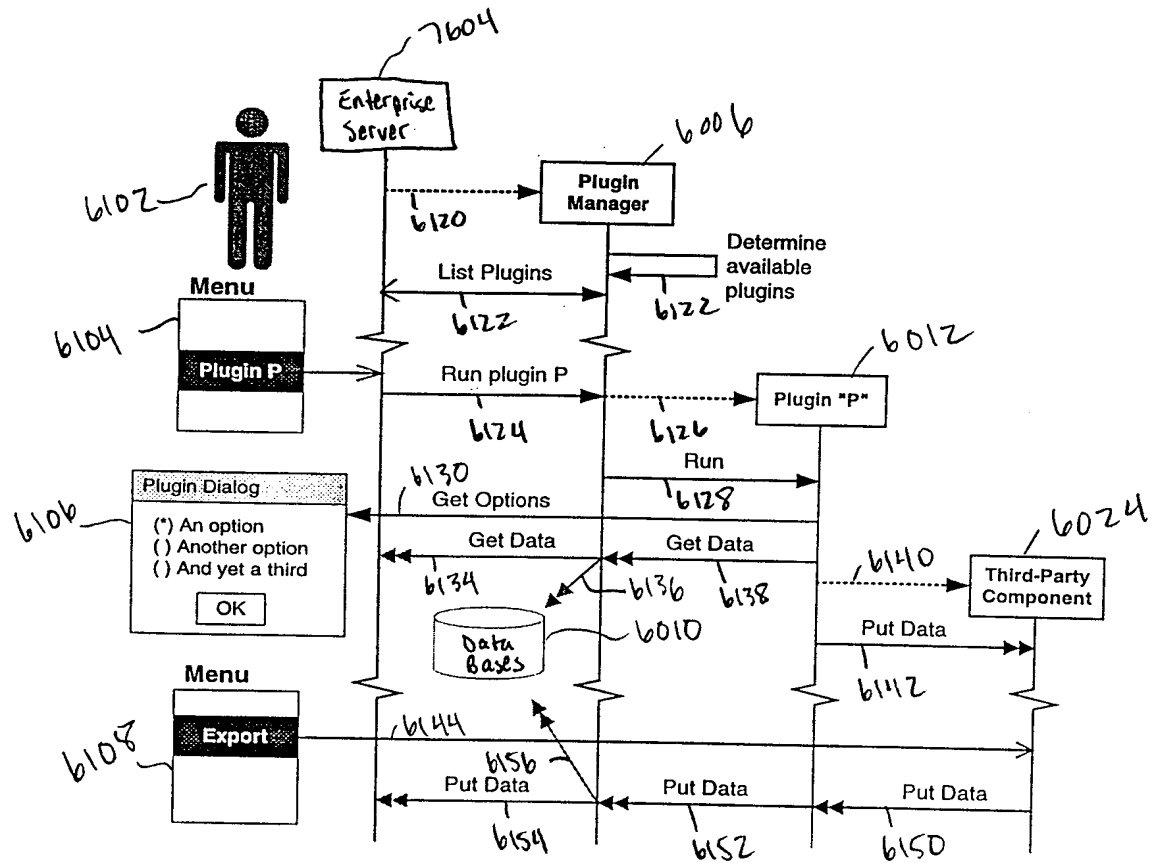 7604
Enterprise
Server
6006
Plugin
Manager
6102
6120
Determine
available
plugins
List Plugins
6122
6122
Menu
6104
Plugin P
Run plugin P
6124
6126
6012
Plugin "P"
Run
6128
6130
Get Options
Plugin Dialog
6106
(*) An option
( ) Another option
( ) And yet a third
OK
Get Data
6134
Get Data
6138
6136
6140
6024
Third-Party
Component
6010
Data
Bases
Put Data
6142
Menu
Export
6108
6144
6156
Put Data
6154
Put Data
6152
Put Data
6150